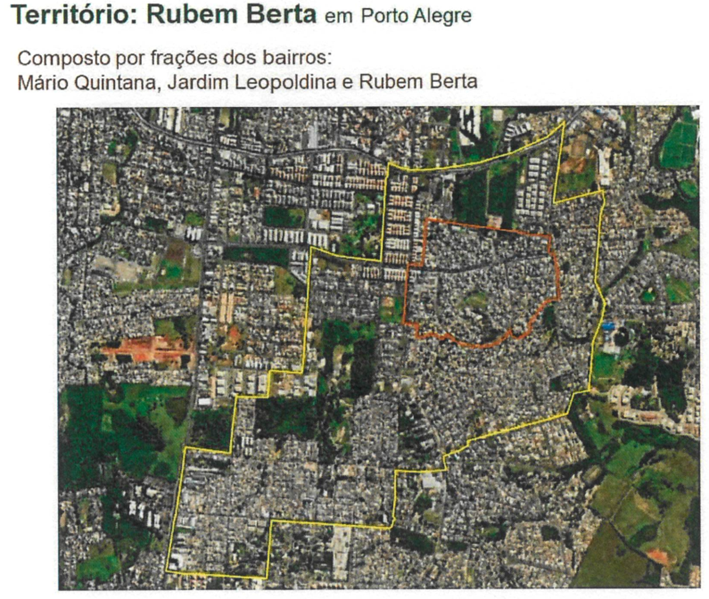 Território: Rubem Berta em Porto Alegre
Composto por frações dos bairros:
Mário Quintana, Jardim Leopoldina e Rubem Berta